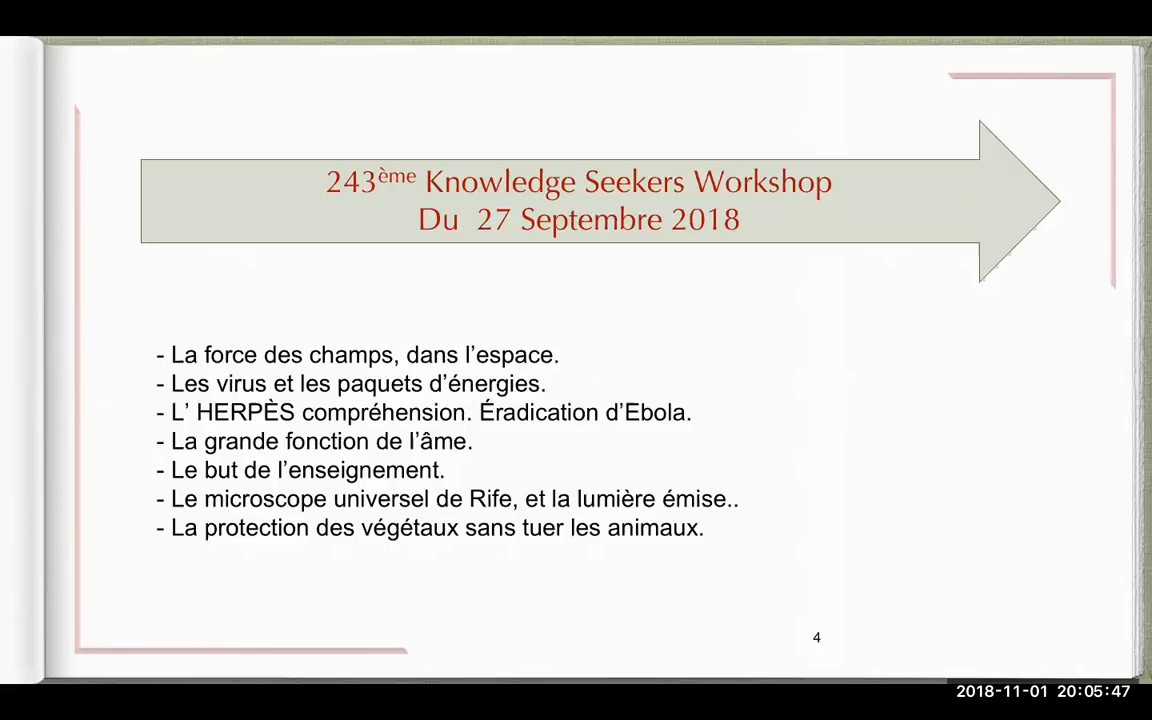 243ème Knowledge Seekers Workshop
Du 27 Septembre 2018
- La force des champs, dans l’espace.
- Les virus et les paquets d’énergies.
- L’ HERPÈS compréhension. Éradication d’Ebola.
- La grande fonction de l’âme.
- Le but de l’enseignement.
- Le microscope universel de Rife, et la lumière émise..
- La protection des végétaux sans tuer les animaux.
4
2018-11-01 20:05:47